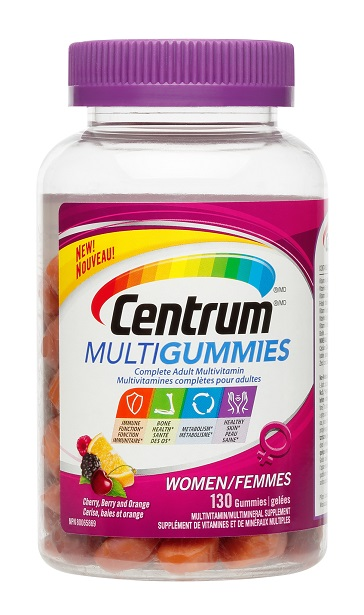 NEW!
NOUVEAU!
Centrum
MULTIGUMMIES
Complete Adult Multivitamin
Multivitamines complètes pour adultes
IMMUNE FUNCTION* FONCTION IMMUNITAIRE*
BONE HEALTH* SANTÉ DES OS*
METABOLISM* MÉTABOLISME*
HEALTHY SKIN* PEAU SAINE*
WOMEN/FEMMES
130 Gummies | gelées
MULTIVITAMIN/MULTIMINERAL SUPPLEMENT
SUPPLÉMENT DE VITAMINES ET DE MINÉRAUX MULTIPLES
Cherry, Berry and Orange
Cerise, baies et orange